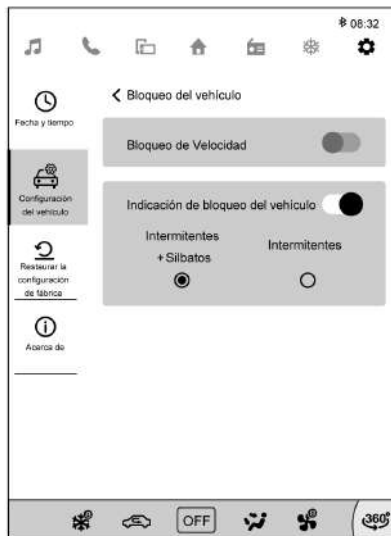 08:32
Fecha y tiempo
Configuración
del vehículo
Restaurar la
configuración
de fábrica
Acerca de
Bloqueo del vehículo
Bloqueo de Velocidad
Indicación de bloqueo del vehículo
Intermitentes
+Silbatos
Intermitentes
OFF
360°